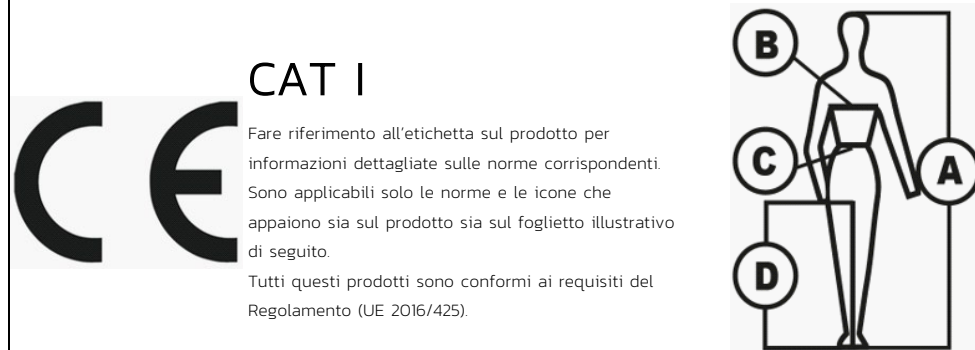 CE
CAT I
Fare riferimento all'etichetta sul prodotto per
informazioni dettagliate sulle norme corrispondenti.
Sono applicabili solo le norme e le icone che
appaiono sia sul prodotto sia sul foglietto illustrativo
di seguito.
Tutti questi prodotti sono conformi ai requisiti del
Regolamento (UE 2016/425).
B
C
A
D